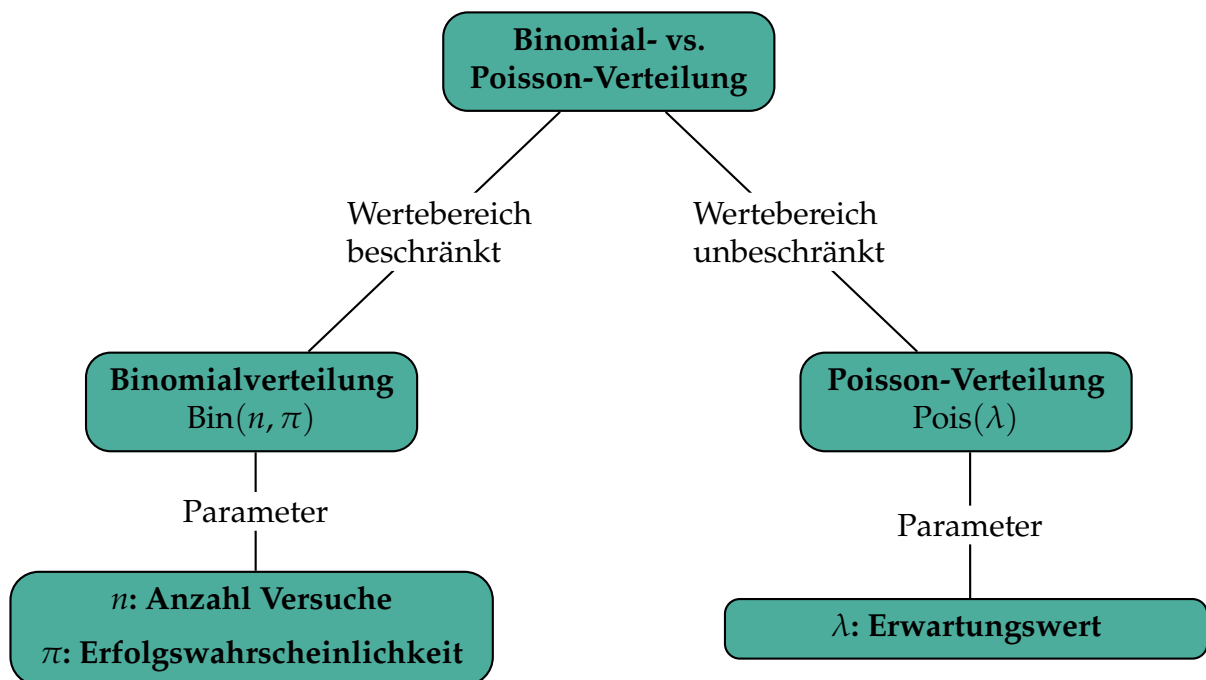 Binomial- vs.
Poisson-Verteilung
Wertebereich
beschränkt
Wertebereich
unbeschränkt
Binomialverteilung
Bin(n, π)
Poisson-Verteilung
Pois(λ)
Parameter
Parameter
n: Anzahl Versuche
π: Erfolgswahrscheinlichkeit
λ: Erwartungswert